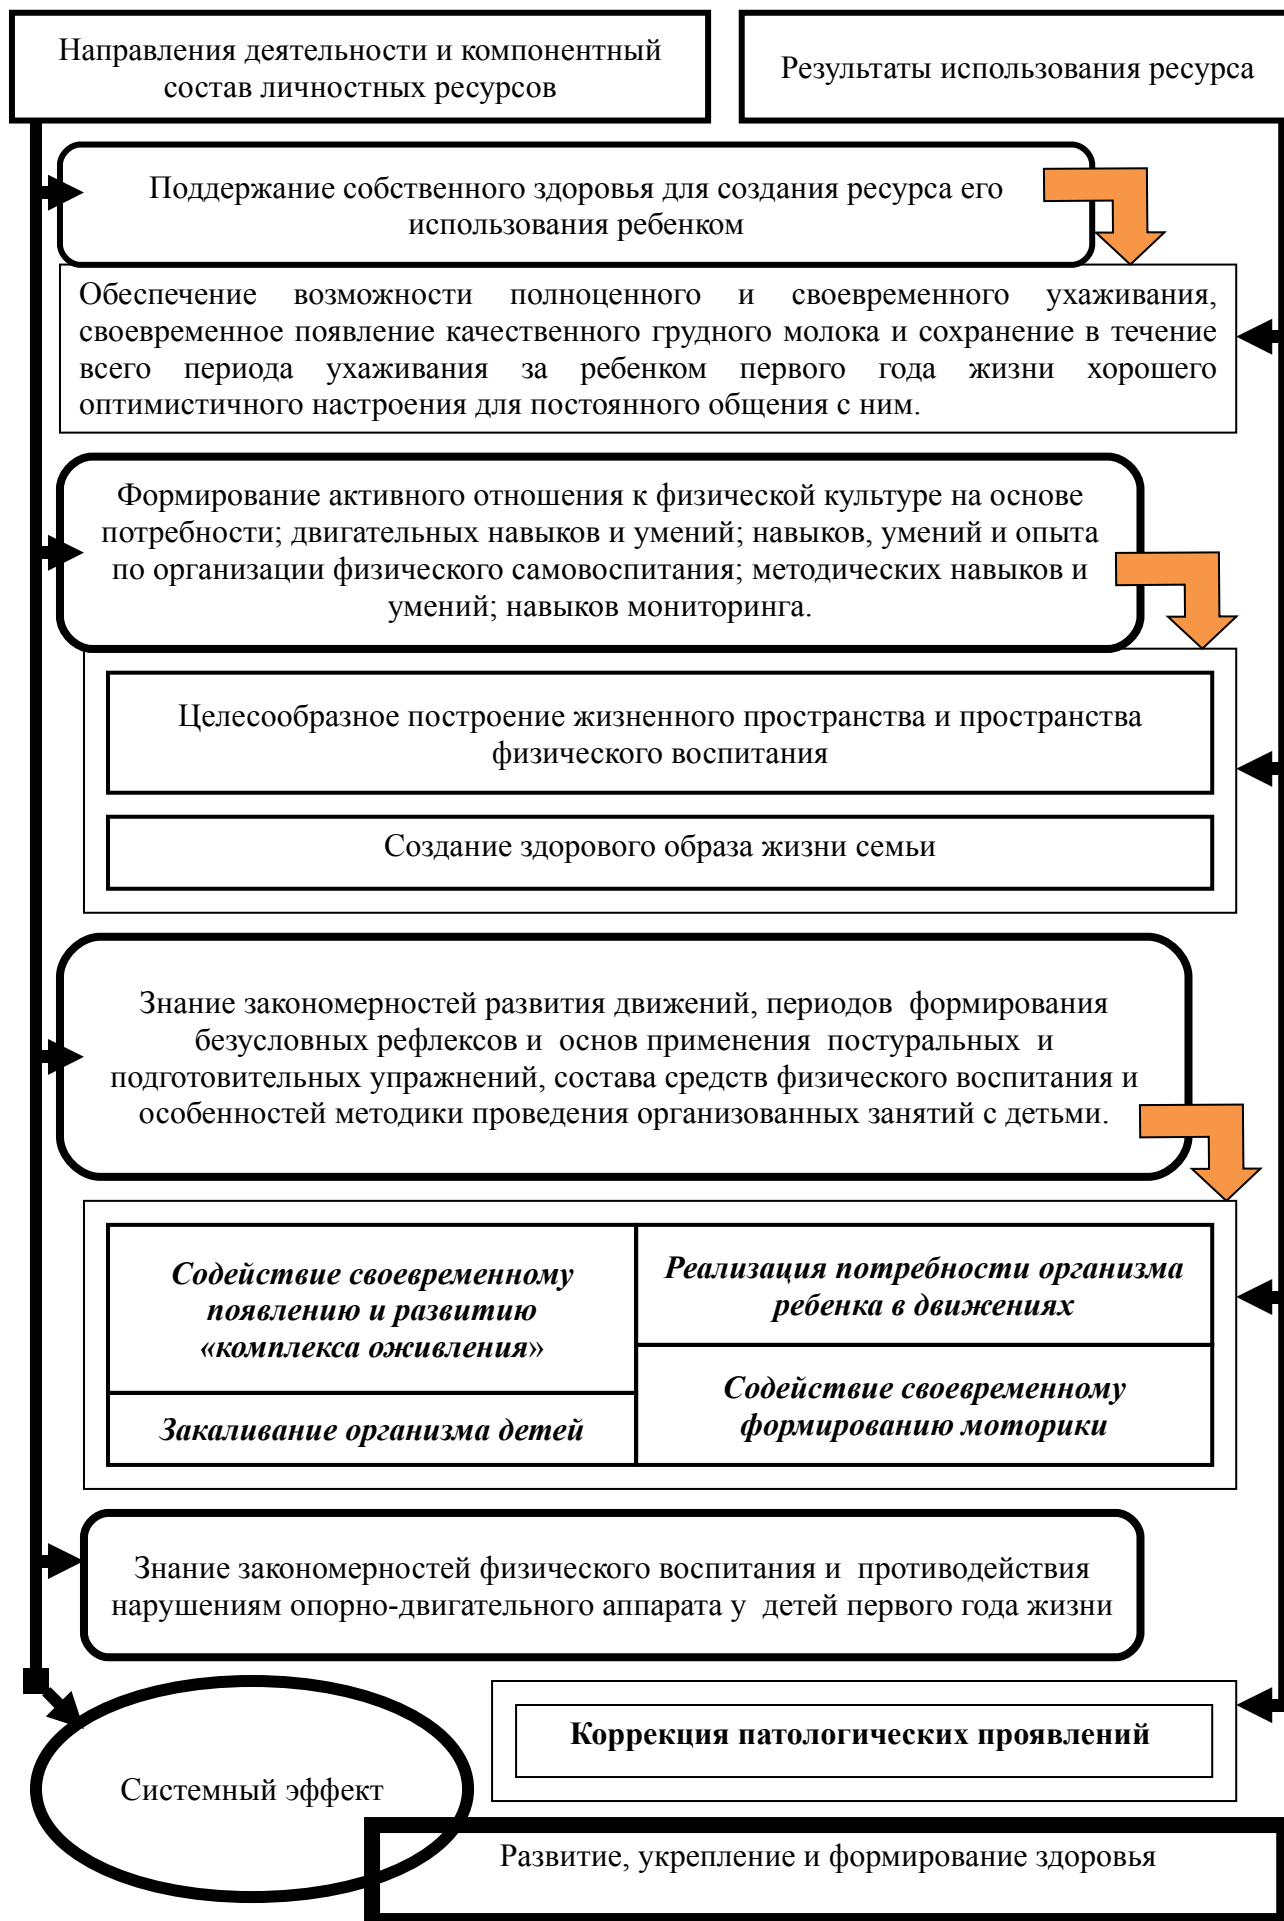 Направления деятельности и компонентный
состав личностных ресурсов
Результаты использования ресурса
Поддержание собственного здоровья для создания ресурса его
использования ребенком
Обеспечение возможности полноценного и своевременного ухаживания,
своевременное появление качественного грудного молока и сохранение в течение
всего периода ухаживания за ребенком первого года жизни хорошего
оптимистичного настроения для постоянного общения с ним.
Формирование активного отношения к физической культуре на основе
потребности; двигательных навыков и умений; навыков, умений и опыта
по организации физического самовоспитания; методических навыков и
умений; навыков мониторинга.
Целесообразное построение жизненного пространства и пространства
физического воспитания
Создание здорового образа жизни семьи
Знание закономерностей развития движений, периодов  формирования
безусловных рефлексов и  основ применения  постуральных  и
подготовительных упражнений, состава средств физического воспитания и
особенностей методики проведения организованных занятий с детьми.
Содействие своевременному
появлению и развитию
«комплекса оживления»
Закаливание организма детей
Реализация потребности организма
ребенка в движениях
Содействие своевременному
формированию моторики
Знание закономерностей физического воспитания и  противодействия
нарушениям опорно-двигательного аппарата у  детей первого года жизни
Коррекция патологических проявлений
Системный эффект
Развитие, укрепление и формирование здоровья